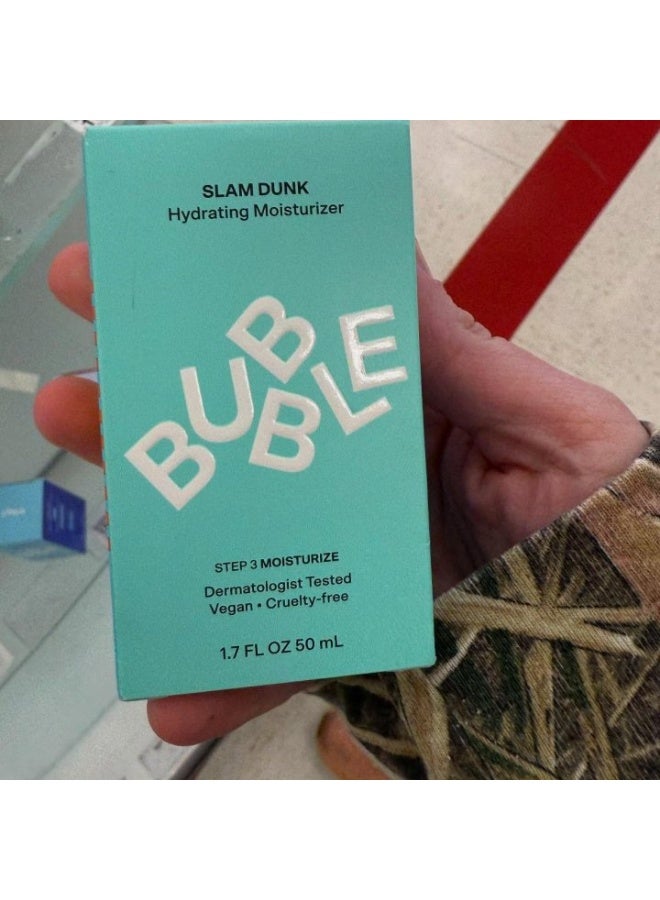 SLAM DUNK
Hydrating Moisturizer
BUBBLE
STEP 3 MOISTURIZE
Dermatologist Tested
Vegan • Cruelty-free
1.7 FL OZ 50 mL